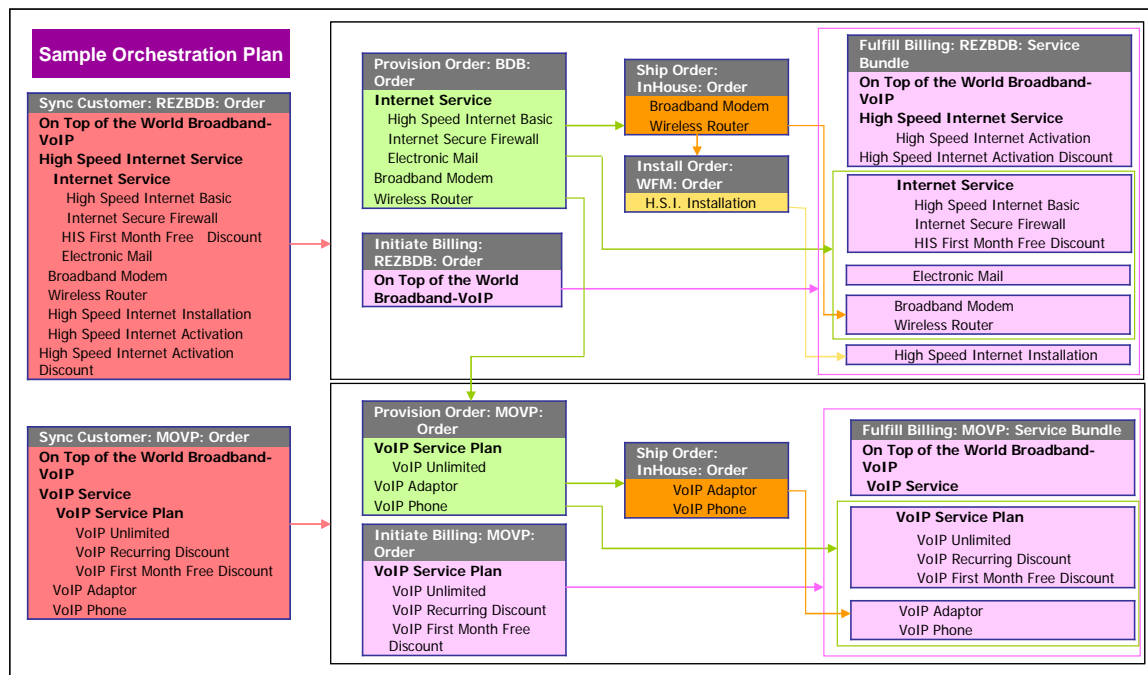 Sample Orchestration Plan
Sync Customer: REZBDB: Order
On Top of the World Broadband-
VoIP
High Speed Internet Service
Internet Service
High Speed Internet Basic
Internet Secure Firewall
HIS First Month Free Discount
Electronic Mail
Broadband Modem
Wireless Router
High Speed Internet Installation
High Speed Internet Activation
High Speed Internet Activation
Discount
Provision Order: BDB:
Order
Internet Service
High Speed Internet Basic
Internet Secure Firewall
Electronic Mail
Broadband Modem
Wireless Router
Initiate Billing:
REZBDB: Order
On Top of the World
Broadband-VoIP
Ship Order:
InHouse: Order
Broadband Modem
Wireless Router
Install Order:
WFM: Order
H.S.I. Installation
Fulfill Billing: REZBDB: Service
Bundle
On Top of the World Broadband-
VoIP
High Speed Internet Service
High Speed Internet Activation
High Speed Internet Activation Discount
Internet Service
High Speed Internet Basic
Internet Secure Firewall
HIS First Month Free Discount
Electronic Mail
Broadband Modem
Wireless Router
High Speed Internet Installation
Sync Customer: MOVP: Order
On Top of the World Broadband-
VoIP
VoIP Service
VoIP Service Plan
VoIP Unlimited
VoIP Recurring Discount
VoIP First Month Free Discount
VoIP Adaptor
VoIP Phone
Provision Order: MOVP:
Order
VoIP Service Plan
VoIP Unlimited
VoIP Adaptor
VoIP Phone
Initiate Billing: MOVP:
Order
VoIP Service Plan
VoIP Unlimited
VoIP Recurring Discount
VoIP First Month Free
Discount
Ship Order:
InHouse: Order
VoIP Adaptor
VoIP Phone
Fulfill Billing: MOVP: Service Bundle
On Top of the World Broadband-
VoIP
VoIP Service
VoIP Service Plan
VoIP Unlimited
VoIP Recurring Discount
VoIP First Month Free Discount
VoIP Adaptor
VoIP Phone